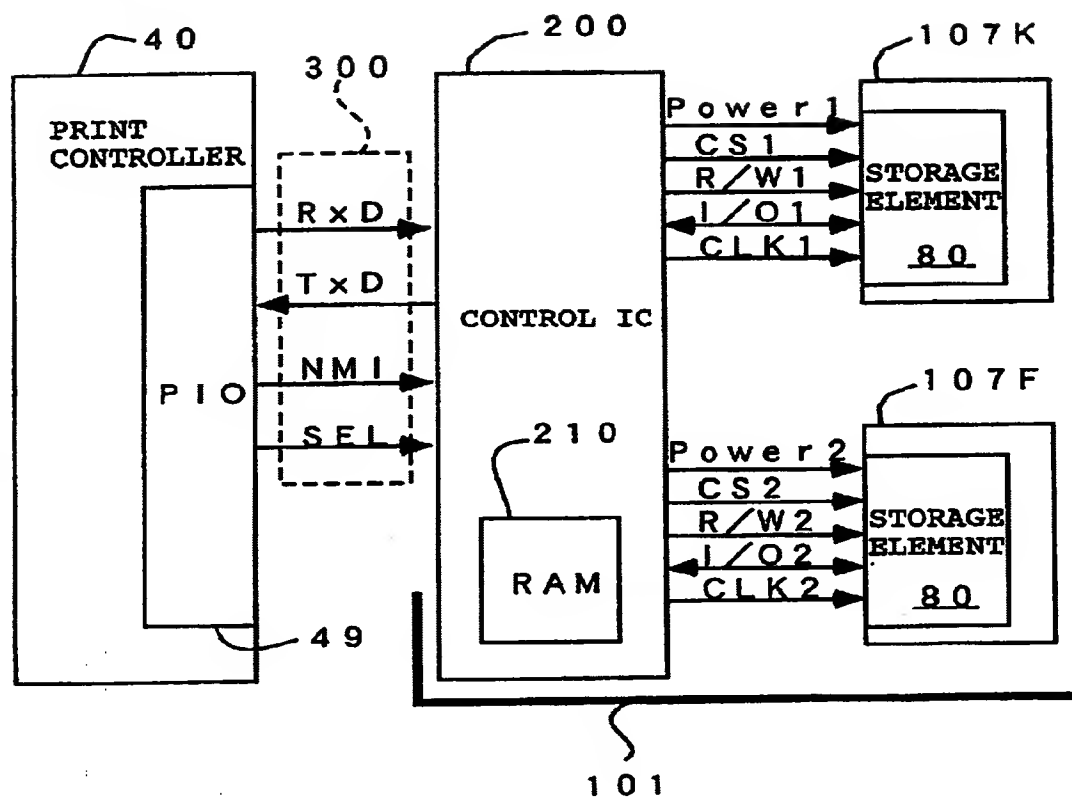 40
200
107K
300
PRINT
CONTROLLER
RxD
TxD
NMI
SEL
PIO
49
CONTROL IC
210
RAM
Power1
CS1
R/W1
I/O1
CLK1
STORAGE
ELEMENT
80
107F
Power2
CS2
R/W2
I/O2
CLK2
STORAGE
ELEMENT
80
101